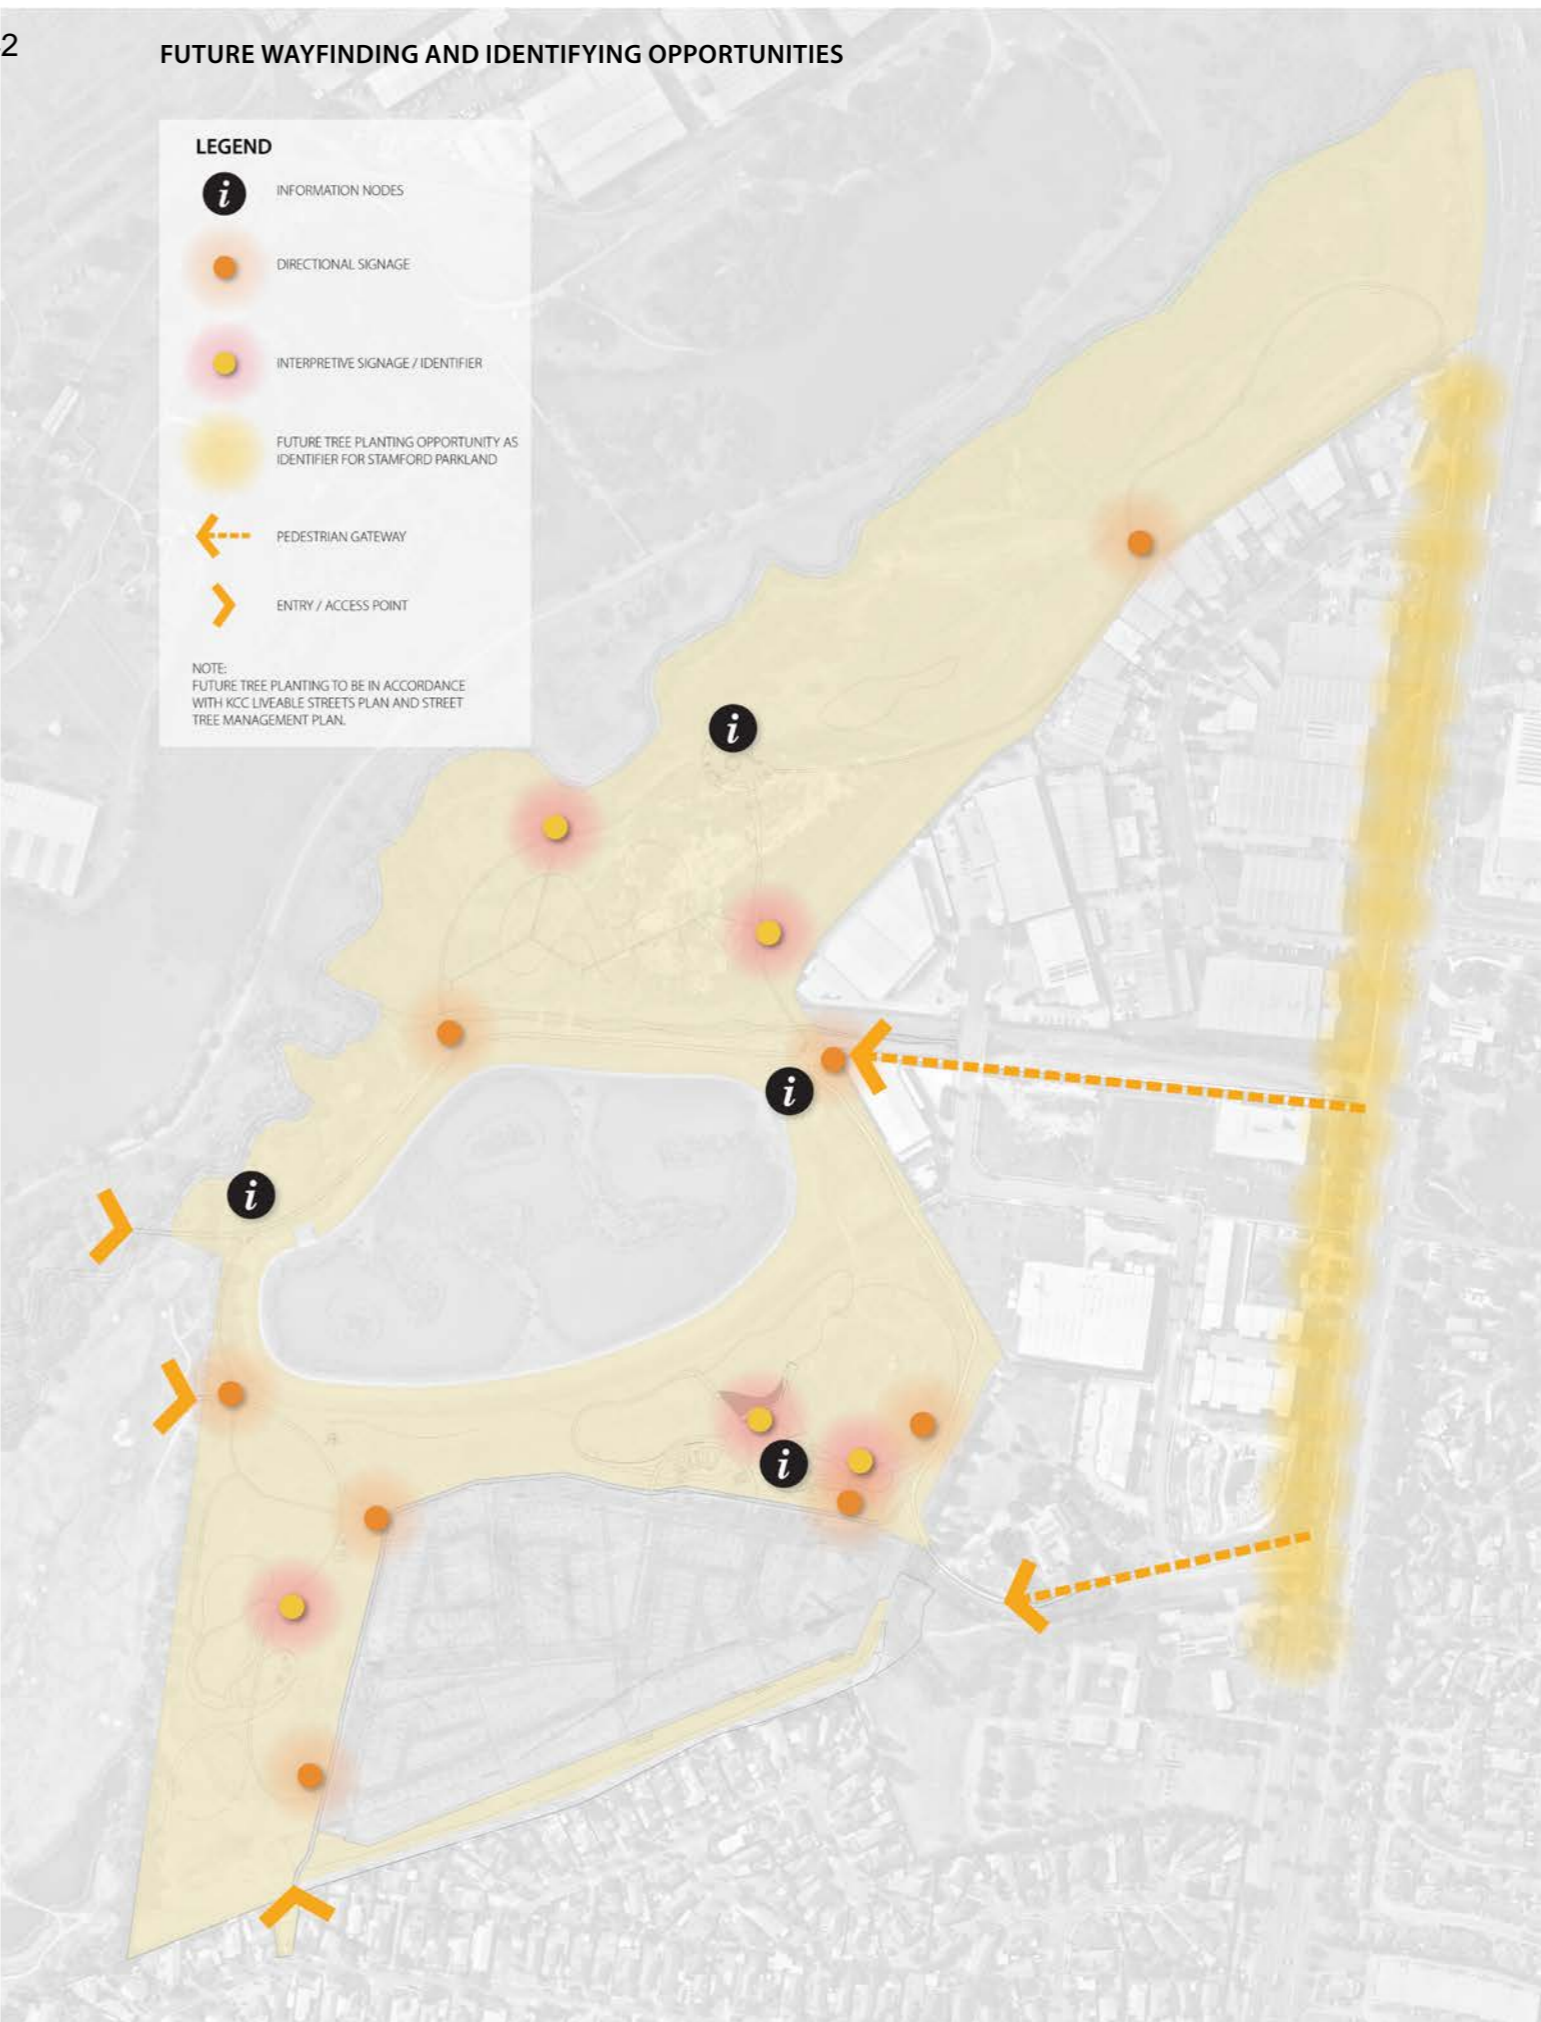 2
FUTURE WAYFINDING AND IDENTIFYING OPPORTUNITIES
LEGEND
i
INFORMATION NODES
DIRECTIONAL SIGNAGE
INTERPRETIVE SIGNAGE / IDENTIFIER
FUTURE TREE PLANTING OPPORTUNITY AS
IDENTIFIER FOR STAMFORD PARKLAND
PEDESTRIAN GATEWAY
ENTRY / ACCESS POINT
NOTE:
FUTURE TREE PLANTING TO BE IN ACCORDANCE
WITH KCC LIVEABLE STREETS PLAN AND STREET
TREE MANAGEMENT PLAN.
i
i
i
i